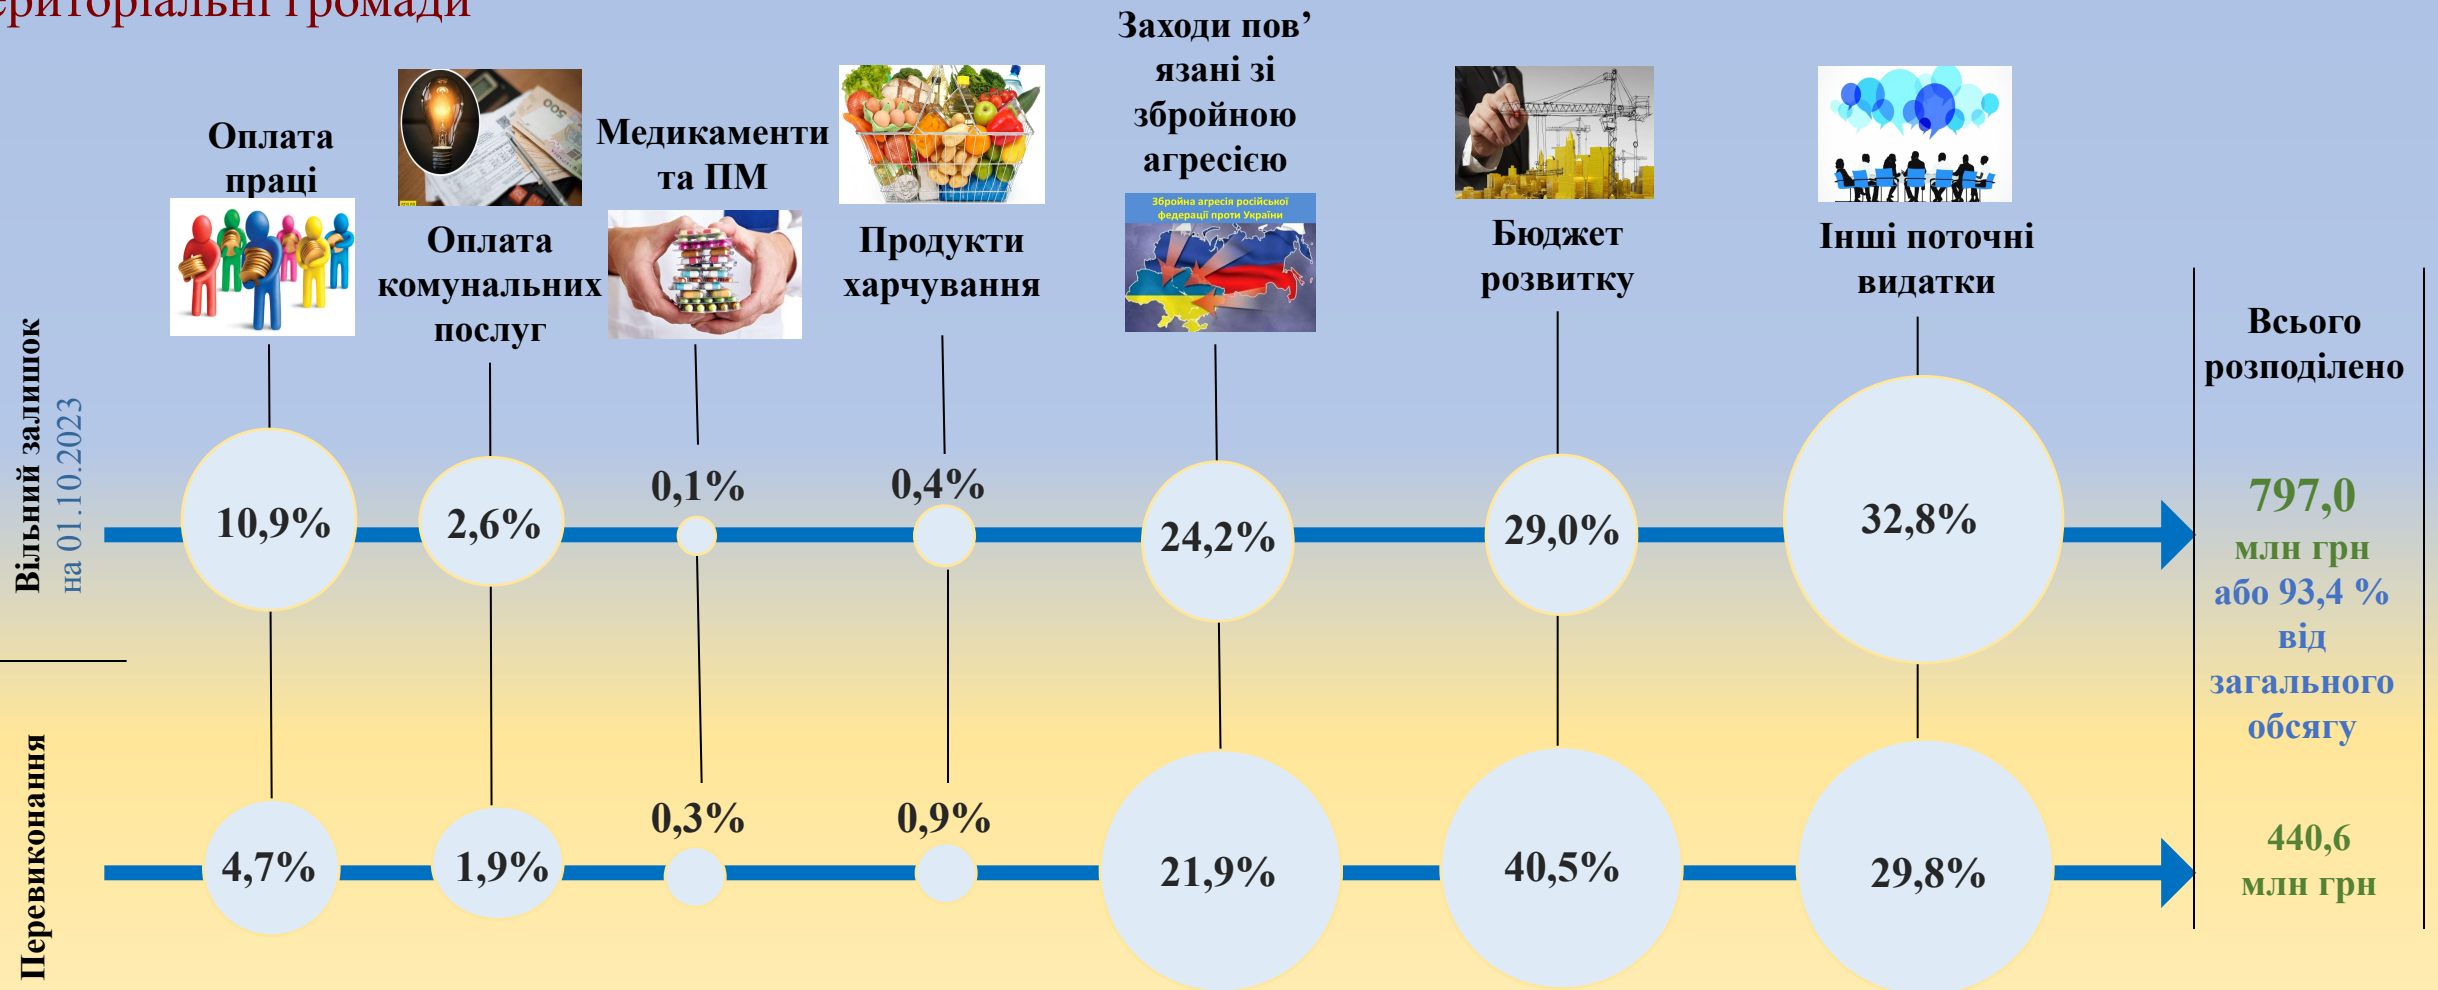 територіальні громади
Оплата
праці
Оплата
комунальних
послуг
Медикаменти
та ПМ
Продукти
харчування
Заходи пов’
язані зі
збройною
агресією
Збройна агресія російської
федерації проти України
Бюджет
розвитку
Інші поточні
видатки
Всього
розподілено
Вільний залишок
на 01.10.2023
10,9%
2,6%
0,1%
0,4%
24,2%
29,0%
32,8%
797,0
млн грн
або 93,4 %
від
загального
обсягу
Перевиконання
4,7%
1,9%
0,3%
0,9%
21,9%
40,5%
29,8%
440,6
млн грн